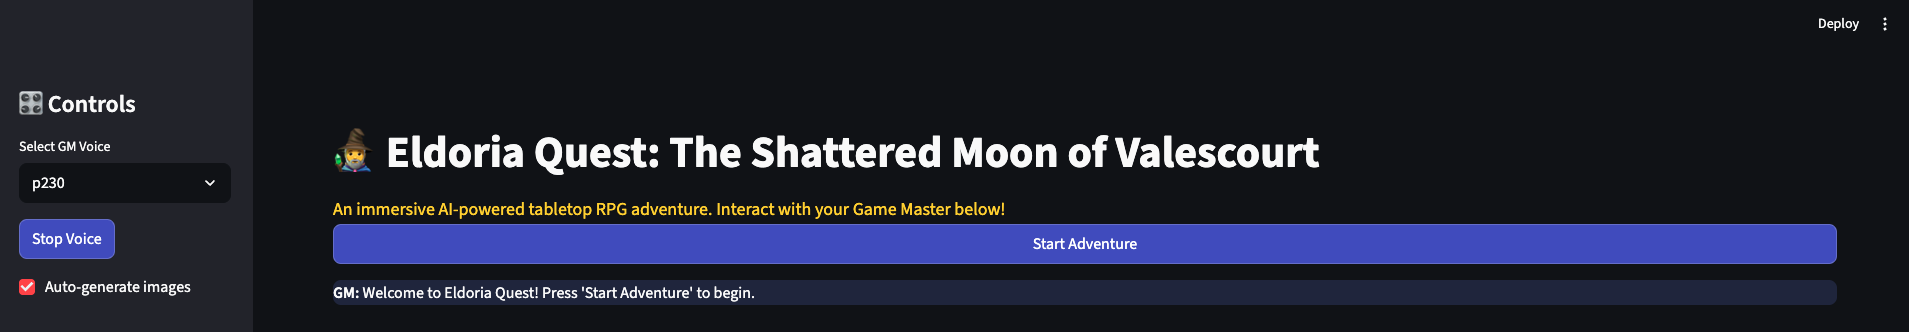 Deploy
Controls
Select GM Voice
p230
Stop Voice
Auto-generate images
Eldoria Quest: The Shattered Moon of Valescourt
An immersive AI-powered tabletop RPG adventure. Interact with your Game Master below!
Start Adventure
GM: Welcome to Eldoria Quest! Press 'Start Adventure' to begin.